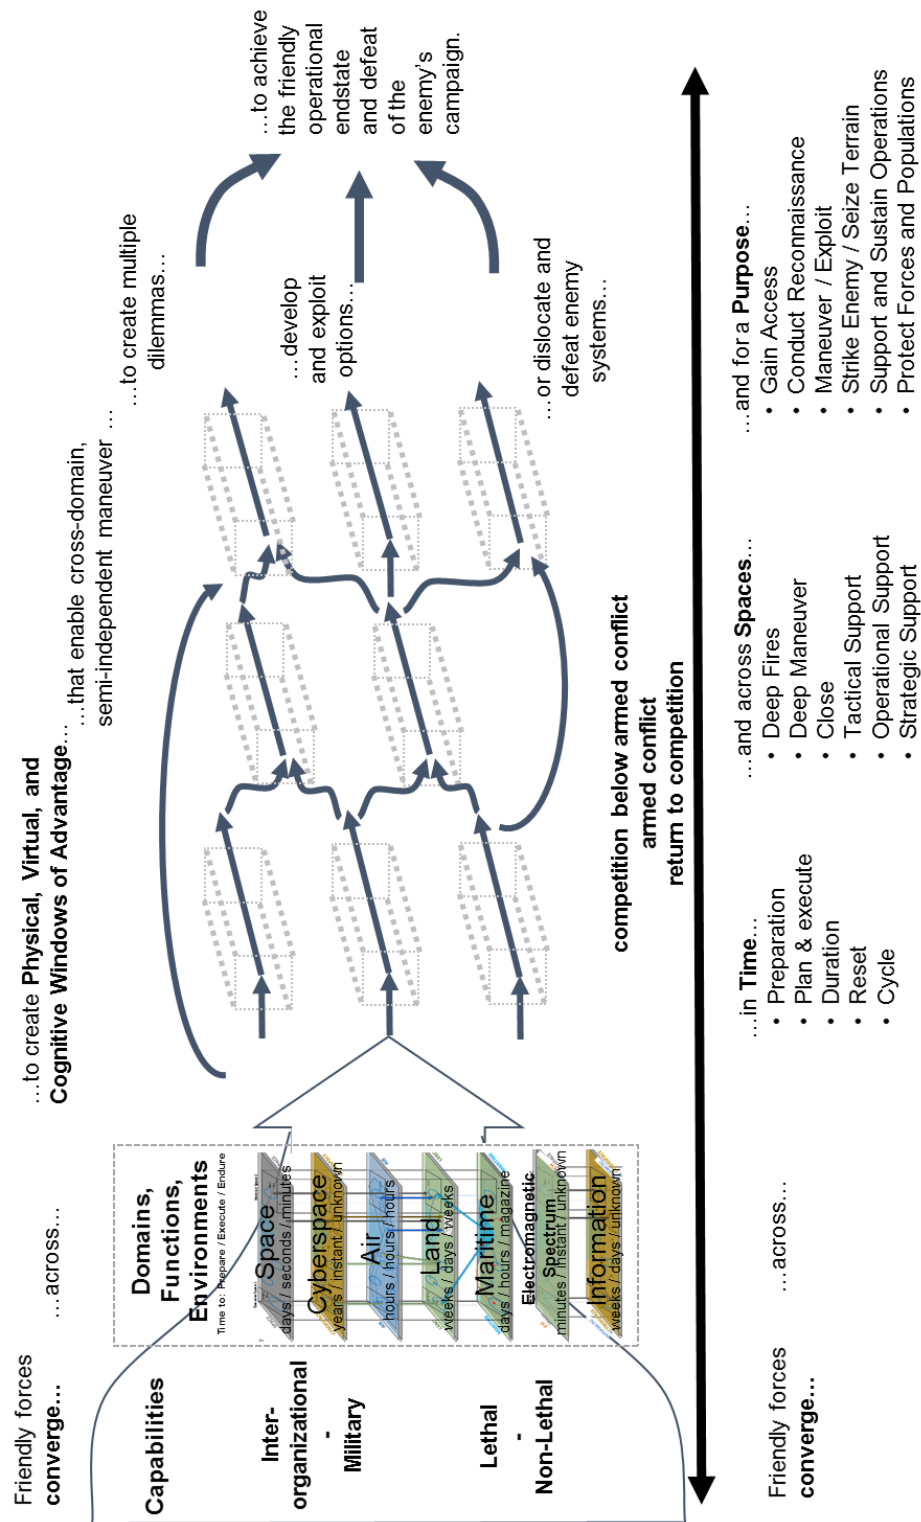 Friendly forces
converge…
…across…
…to create Physical, Virtual, and
Cognitive Windows of Advantage…
…that enable cross-domain,
semi-independent maneuver …
…to create multiple
dilemmas…
…develop
and exploit
options…
…or dislocate and
defeat enemy
systems…
…to achieve
the friendly
operational
endstate
and defeat
of the
enemy’s
campaign.
Capabilities
Inter-
organizational
-
Military
Lethal
-
Non-Lethal
Domains,
Functions,
Environments
Time to: Prepare / Execute / Endure
Space
days / seconds / minutes
Cyberspace
years / instant / unknown
Air
hours / hours / hours
Land
weeks / days / weeks
Maritime
days / hours / magazine
Electromagnetic
Spectrum
minutes / instant / unknown
Information
weeks / days / unknown
competition below armed conflict
armed conflict
return to competition
Friendly forces
converge…
…across…
…in Time…
• Preparation
• Plan & execute
• Duration
• Reset
• Cycle
…and across Spaces…
• Deep Fires
• Deep Maneuver
• Close
• Tactical Support
• Operational Support
• Strategic Support
…and for a Purpose…
• Gain Access
• Conduct Reconnaissance
• Maneuver / Exploit
• Strike Enemy / Seize Terrain
• Support and Sustain Operations
• Protect Forces and Populations